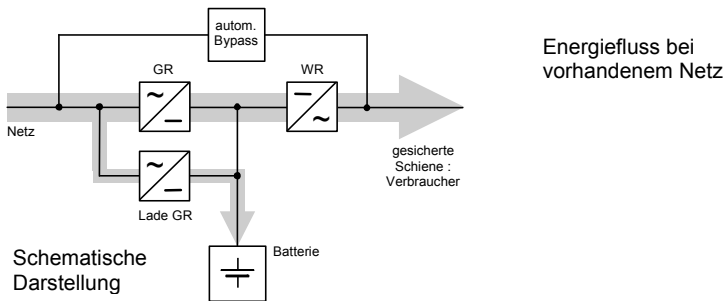 autom.
Bypass
Energiefluss bei
vorhandenem Netz
GR
WR
Netz
gesicherte
Schiene :
Verbraucher
Lade GR
Batterie
Schematische
Darstellung